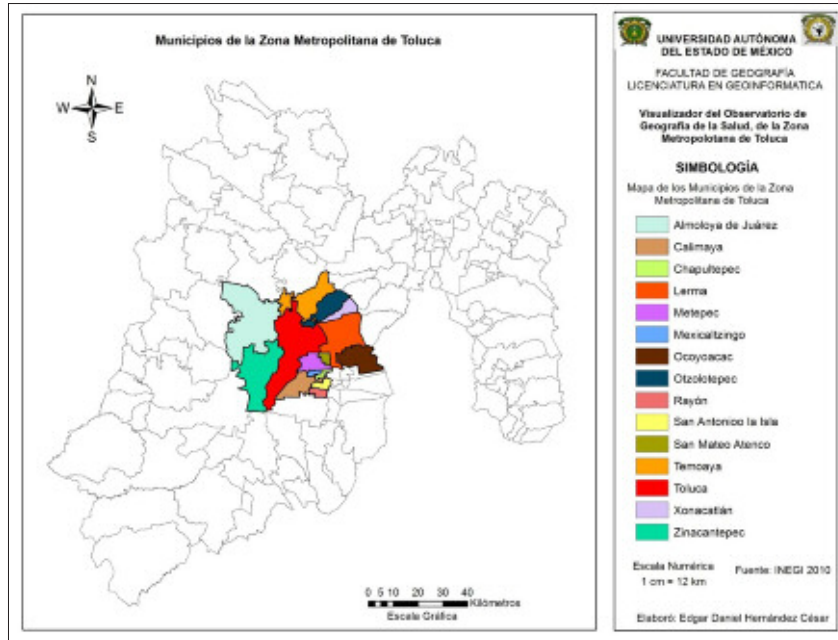 Municipios de la Zona Metropolitana de Toluca
N
W
E
S
0 5 10 20 30 40
Kilómetros
Escala Gráfica
UNIVERSIDAD AUTÓNOMA
DEL ESTADO DE MÉXICO
FACULTAD DE GEOGRAFÍA
LICENCIATURA EN GEOINFORMATICA
Visualizador del Observatorio de
Geografía de la Salud, de la Zona
Metropolotana de Toluca
SIMBOLOGÍA
Mapa de los Municipios de la Zona
Metropolitana de Toluca
Almoloya de Juárez
Calimaya
Chapultepec
Lerma
Metepec
Mexicaltzingo
Ocoyoacac
Otzolotepec
Rayón
San Antonioo la Isla
San Mateo Atenco
Temoaya
Toluca
Xonacatlán
Zinacantepec
Escala Numérica
1 cm = 12 km
Fuente: INEGI 2010
Elaboró: Edgar Daniel Hernández César